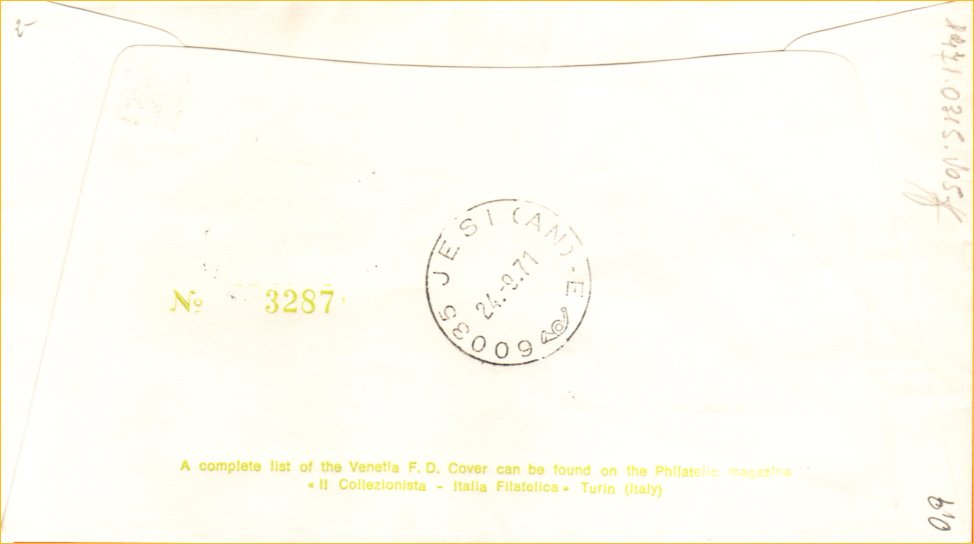 2-
Nº 3287
60035 JESI (AN) · E
24.-9.71
A complete list of the Venetia F. D. Cover can be found on the Philatelic magazine
« Il Collezionista - Italia Filatelica » Turin (Italy)